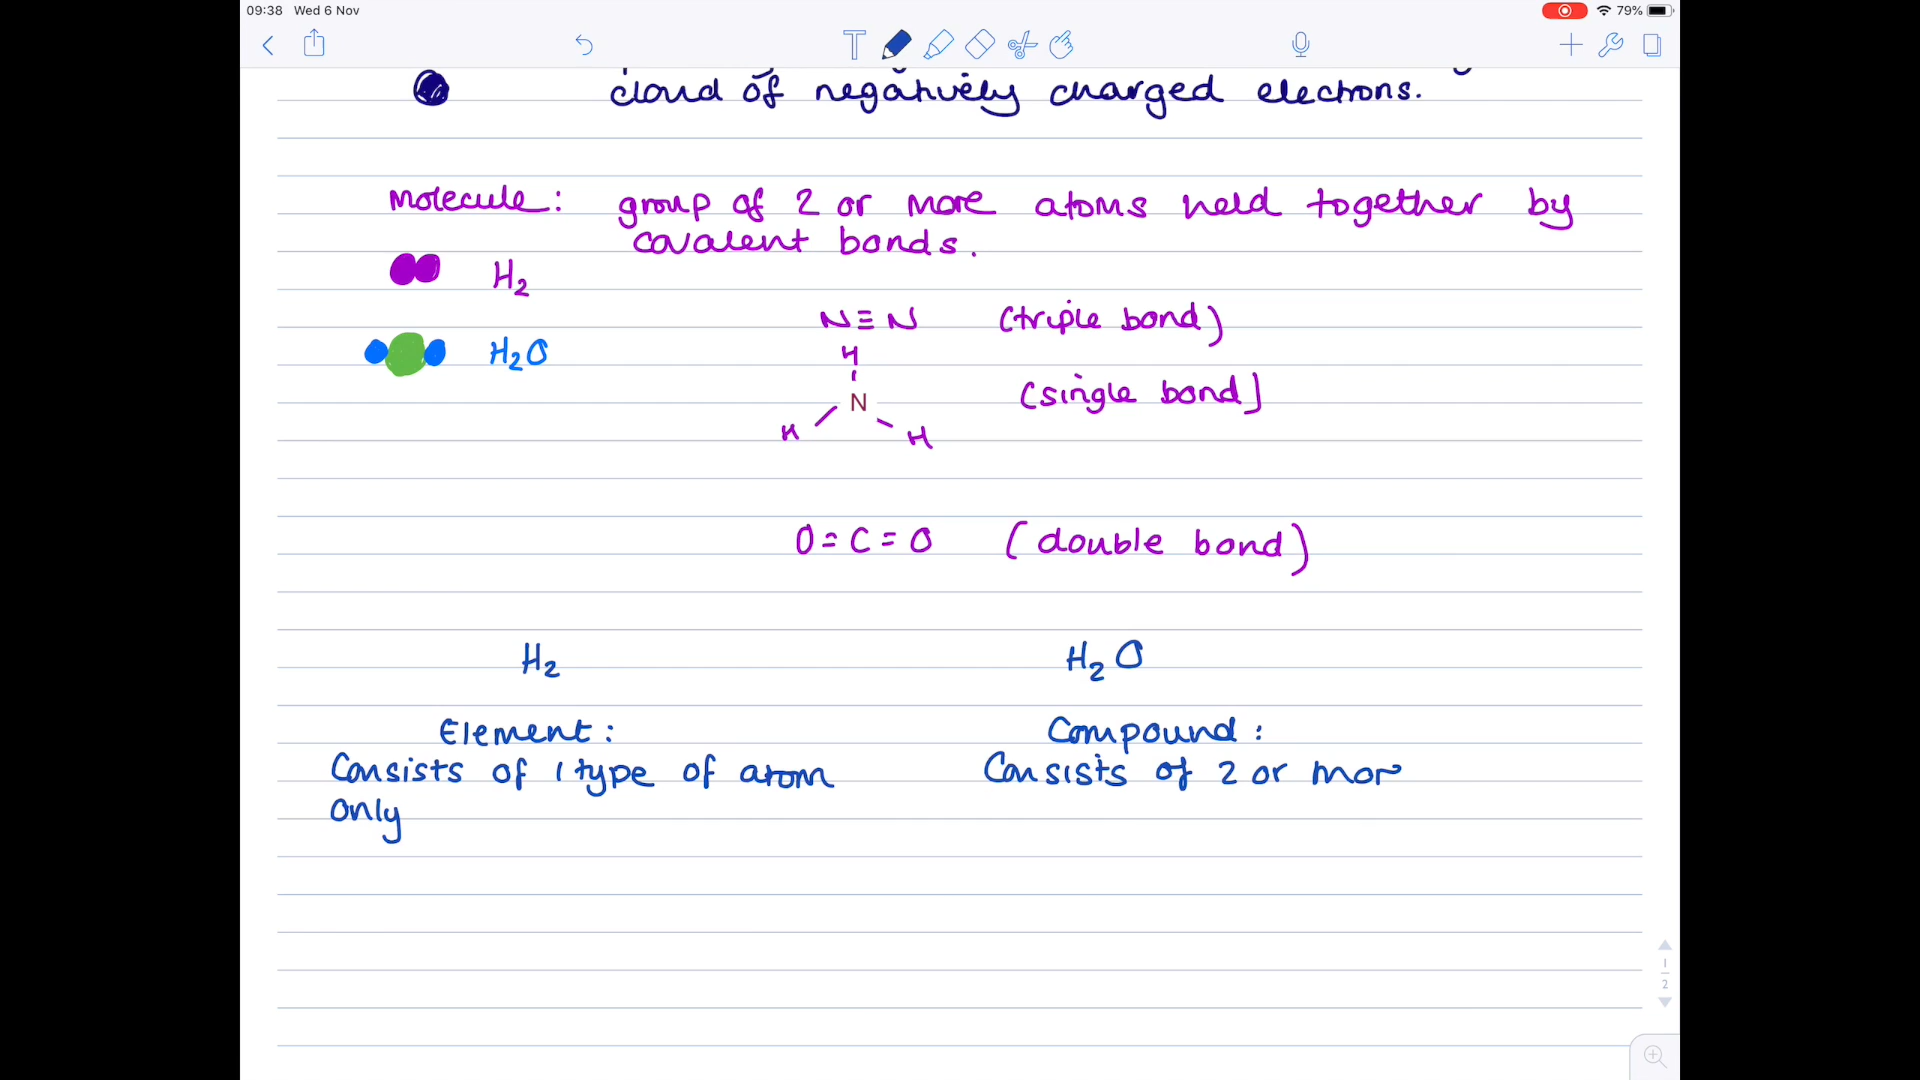 09:38 Wed 6 Nov 79%
T
cloud of negatively charged electrons.
Molecule: group of 2 or more atoms held together by
covalent bonds.
H2
N≡N (triple bond)
H2O
H
(single bond]
N
H H
O=C=O (double bond)
H2 H2O
Element: Compound:
Consists of 1 type of atom Consists of 2 or mor
only
1
2